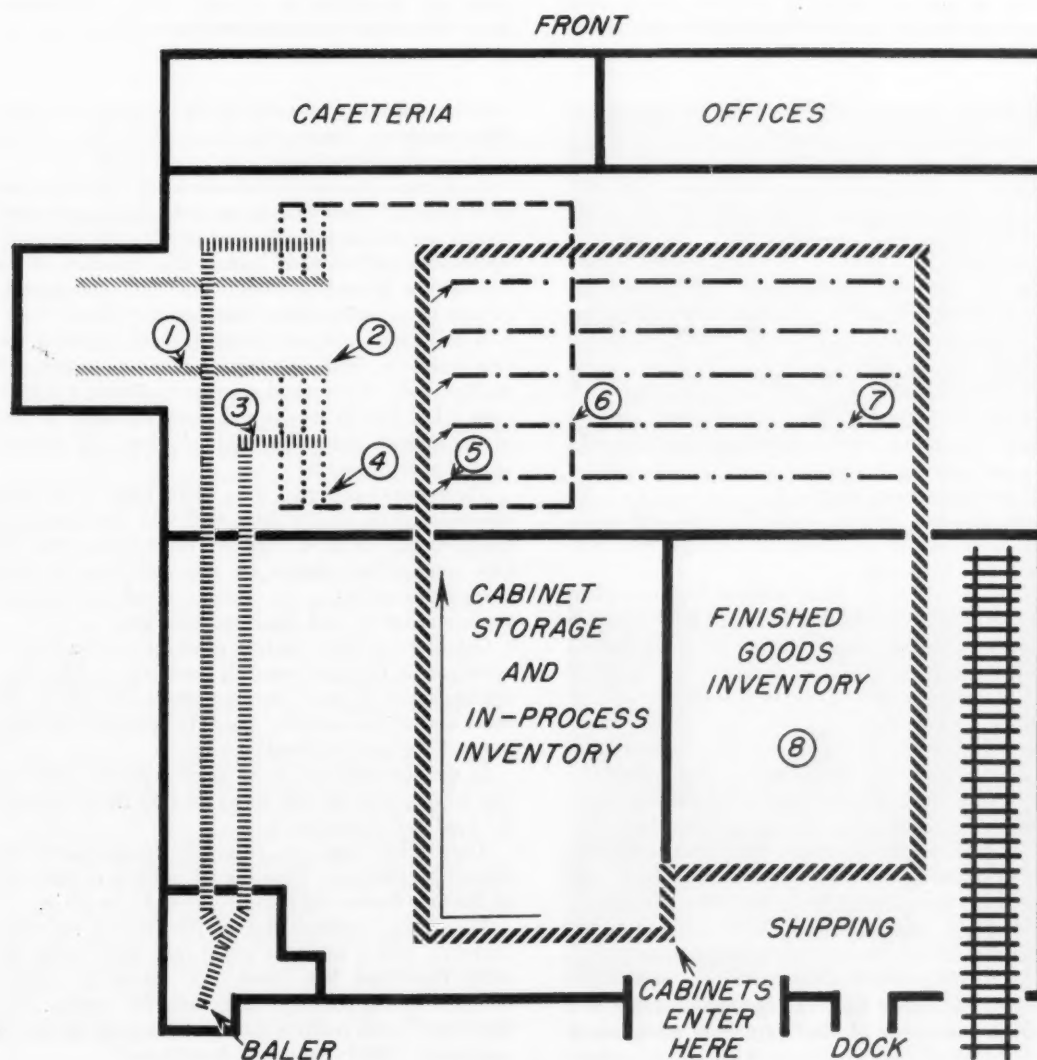 FRONT
CAFETERIA
OFFICES
1
2
3
4
5
6
7
CABINET
STORAGE
AND
IN-PROCESS
INVENTORY
FINISHED
GOODS
INVENTORY
8
SHIPPING
CABINETS
ENTER
HERE
DOCK
BALER